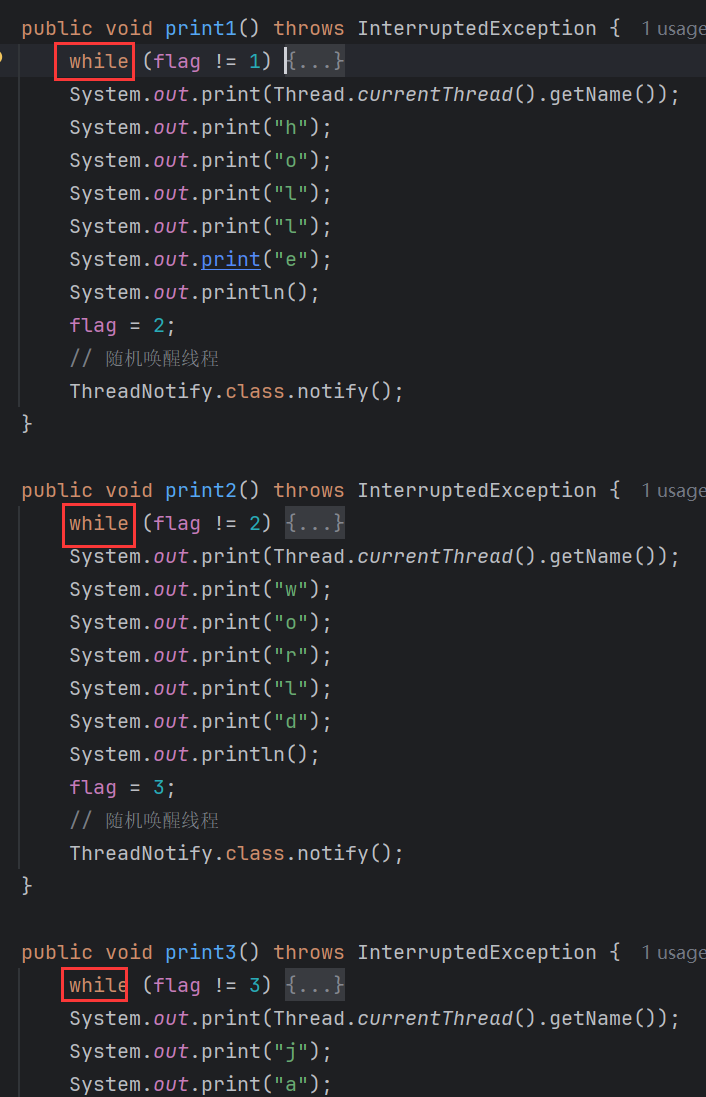 public void print1() throws InterruptedException {  1 usage
while (flag != 1) {...}
System.out.print(Thread.currentThread().getName());
System.out.print("h");
System.out.print("o");
System.out.print("l");
System.out.print("l");
System.out.print("e");
System.out.println();
flag = 2;
// 随机唤醒线程
ThreadNotify.class.notify();
}
public void print2() throws InterruptedException {  1 usage
while (flag != 2) {...}
System.out.print(Thread.currentThread().getName());
System.out.print("w");
System.out.print("o");
System.out.print("r");
System.out.print("l");
System.out.print("d");
System.out.println();
flag = 3;
// 随机唤醒线程
ThreadNotify.class.notify();
}
public void print3() throws InterruptedException {  1 usage
while (flag != 3) {...}
System.out.print(Thread.currentThread().getName());
System.out.print("j");
System.out.print("a");